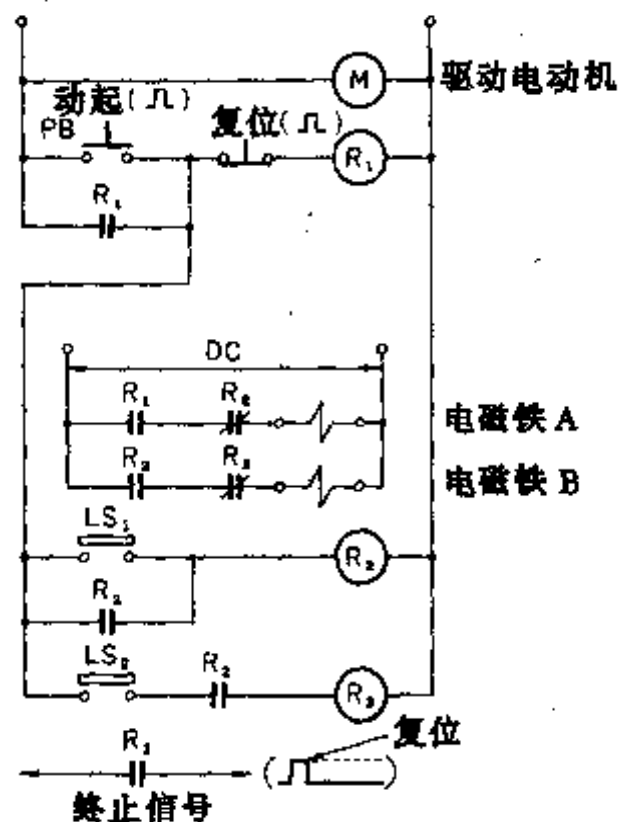 M 驱动电动机
动起(⎍)
PB
复位(⎍)
R₁
R₁
DC
R₁ R₂
电磁铁 A
R₂ R₃
电磁铁 B
LS₁
R₂
R₂
LS₂ R₂
R₃
复位
终止信号